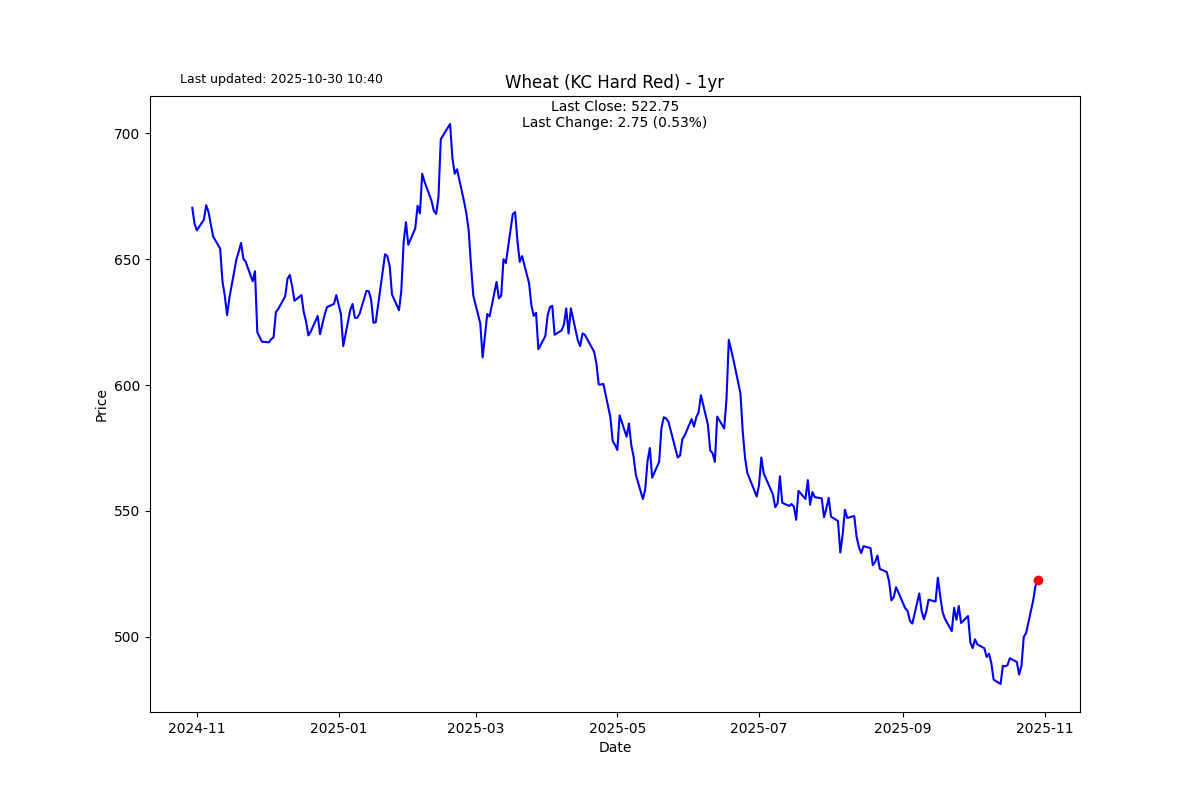 Last updated: 2025-10-30 10:40
Wheat (KC Hard Red) - 1yr
Last Close: 522.75
Last Change: 2.75 (0.53%)
Price
700
650
600
550
500
2024-11
2025-01
2025-03
2025-05
2025-07
2025-09
2025-11
Date